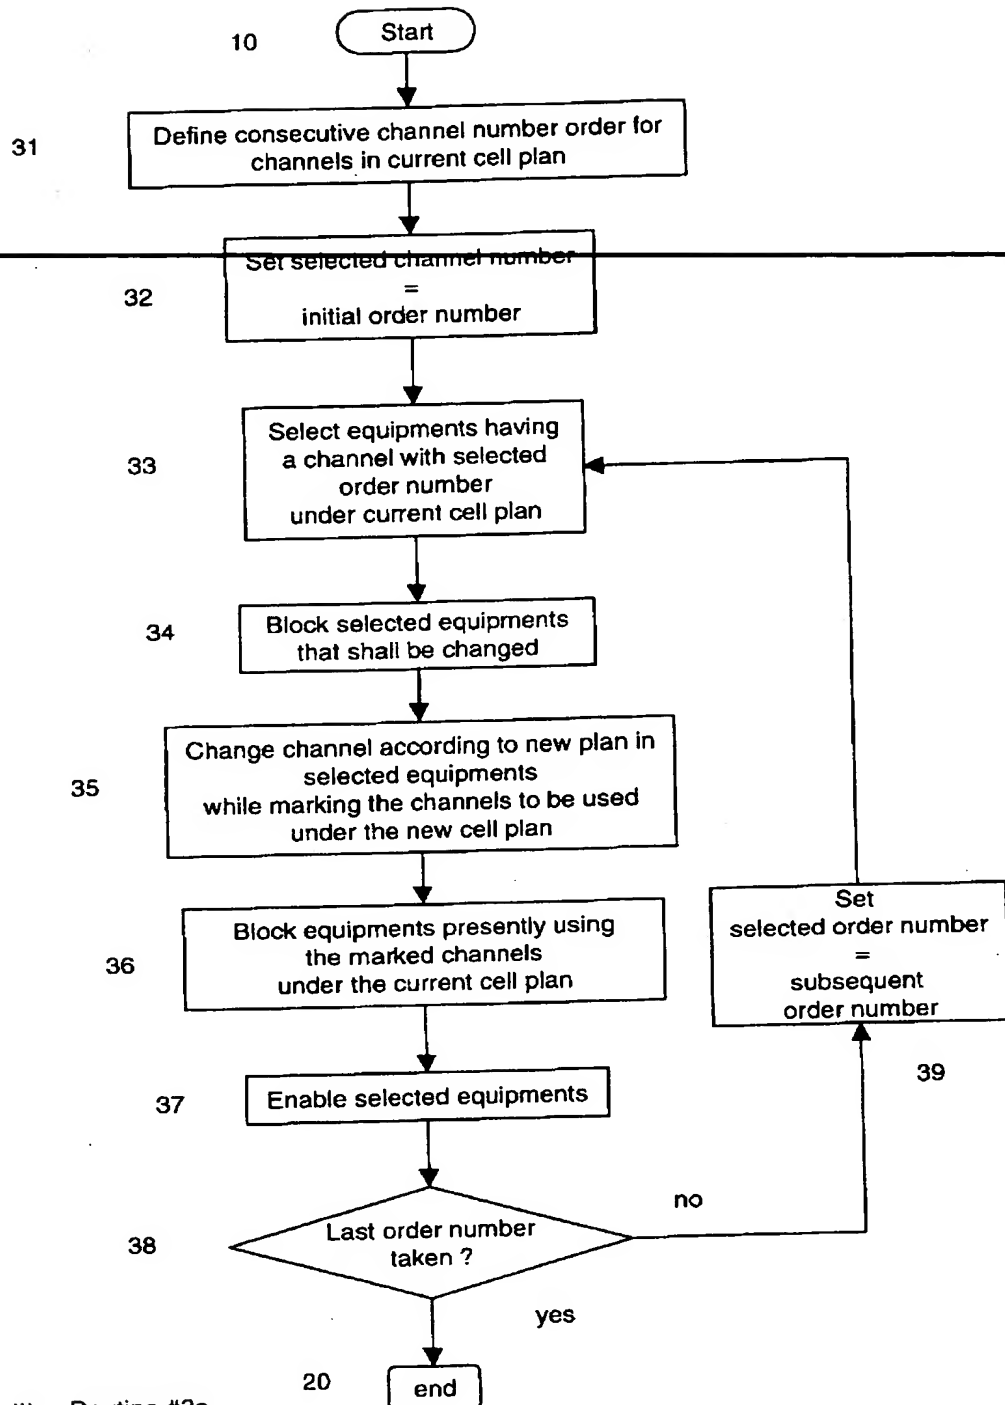 10
Start
31
Define consecutive channel number order for
channels in current cell plan
32
Set selected channel number
=
initial order number
33
Select equipments having
a channel with selected
order number
under current cell plan
34
Block selected equipments
that shall be changed
35
Change channel according to new plan in
selected equipments
while marking the channels to be used
under the new cell plan
36
Block equipments presently using
the marked channels
under the current cell plan
Set
selected order number
=
subsequent
order number
39
37
Enable selected equipments
38
Last order number
taken ?
no
yes
20
end